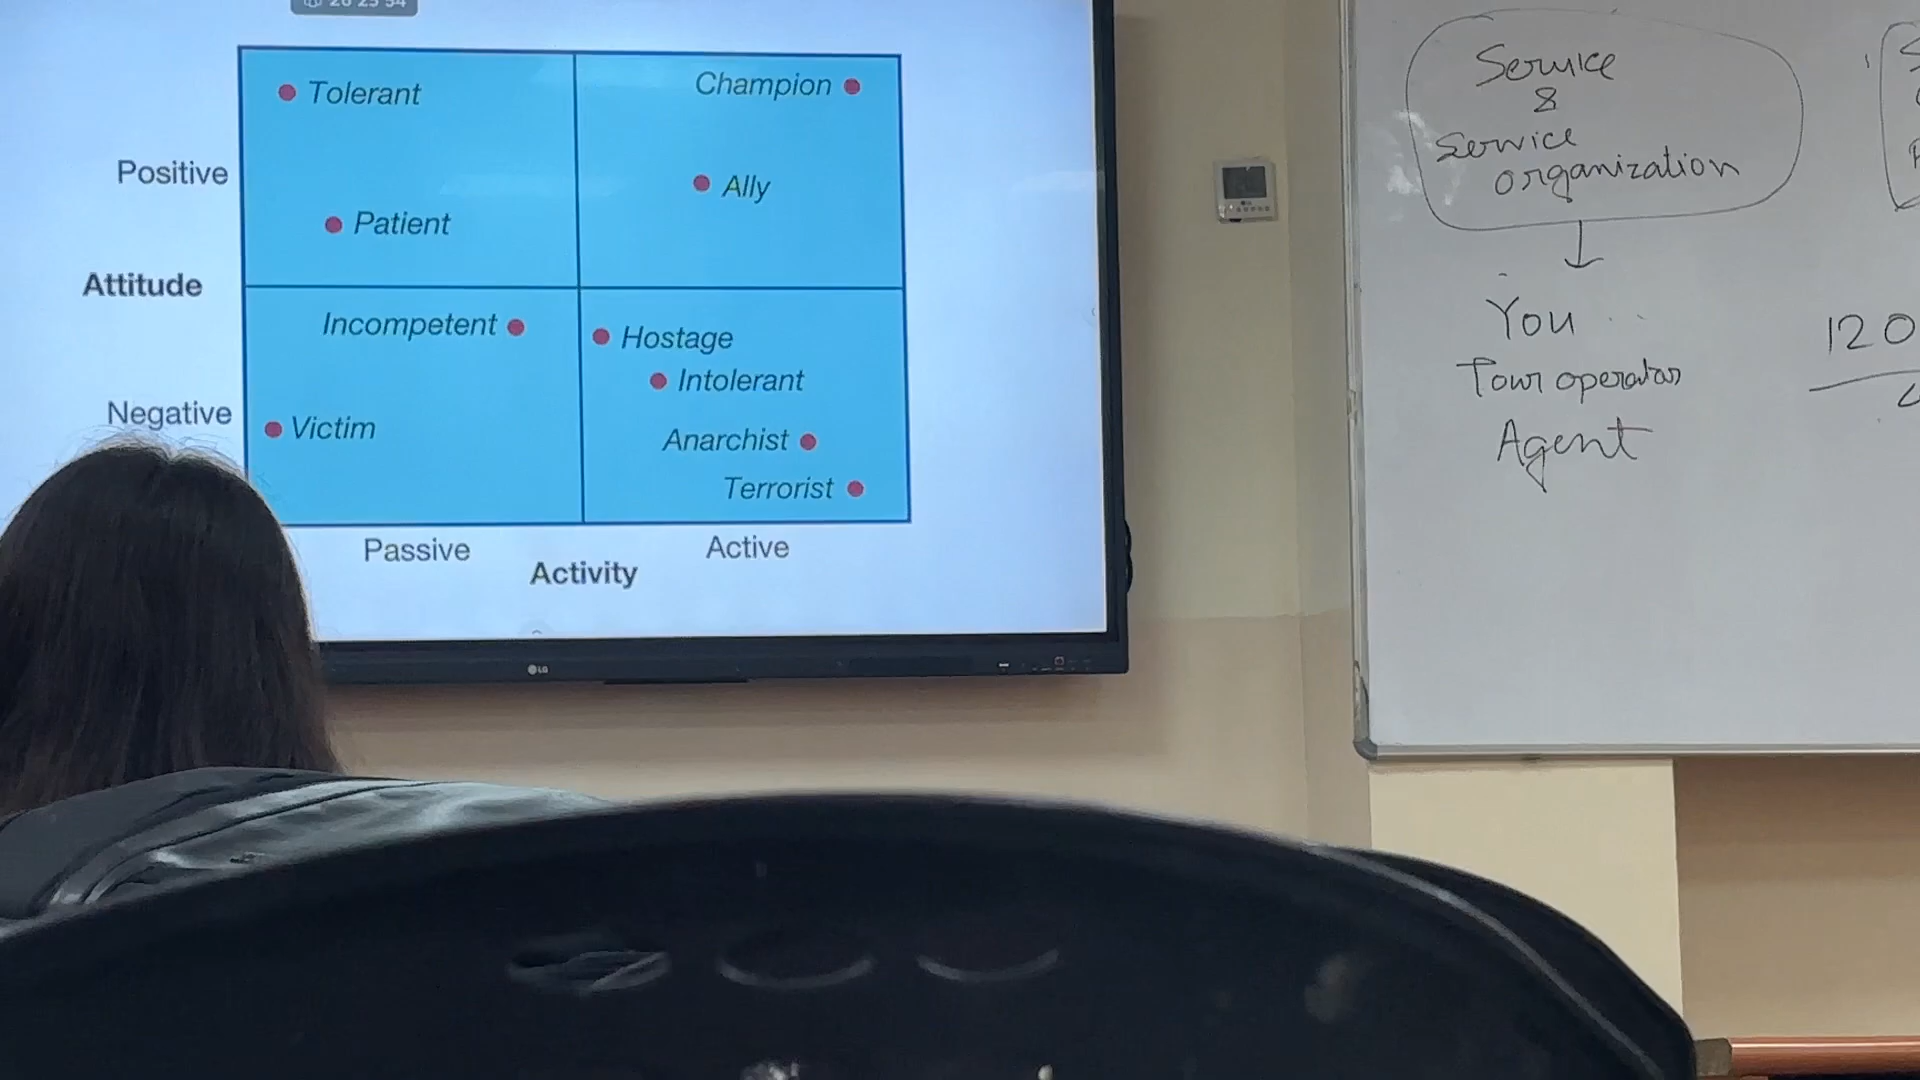 Tolerant
Champion
Positive
Ally
Patient
Attitude
Incompetent
Hostage
Intolerant
Negative
Victim
Anarchist
Terrorist
Passive
Active
Activity
LG
Service
&
Service
organization
You
Tour operator
Agent
120